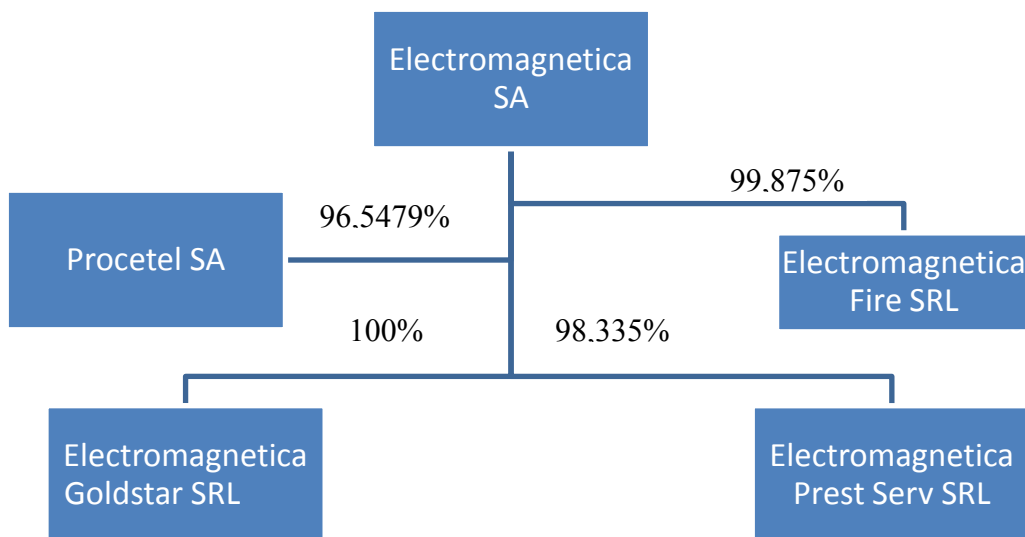 Electromagnetica
SA
99,875%
96,5479%
Procetel SA
Electromagnetica
Fire SRL
100%
98,335%
Electromagnetica
Goldstar SRL
Electromagnetica
Prest Serv SRL